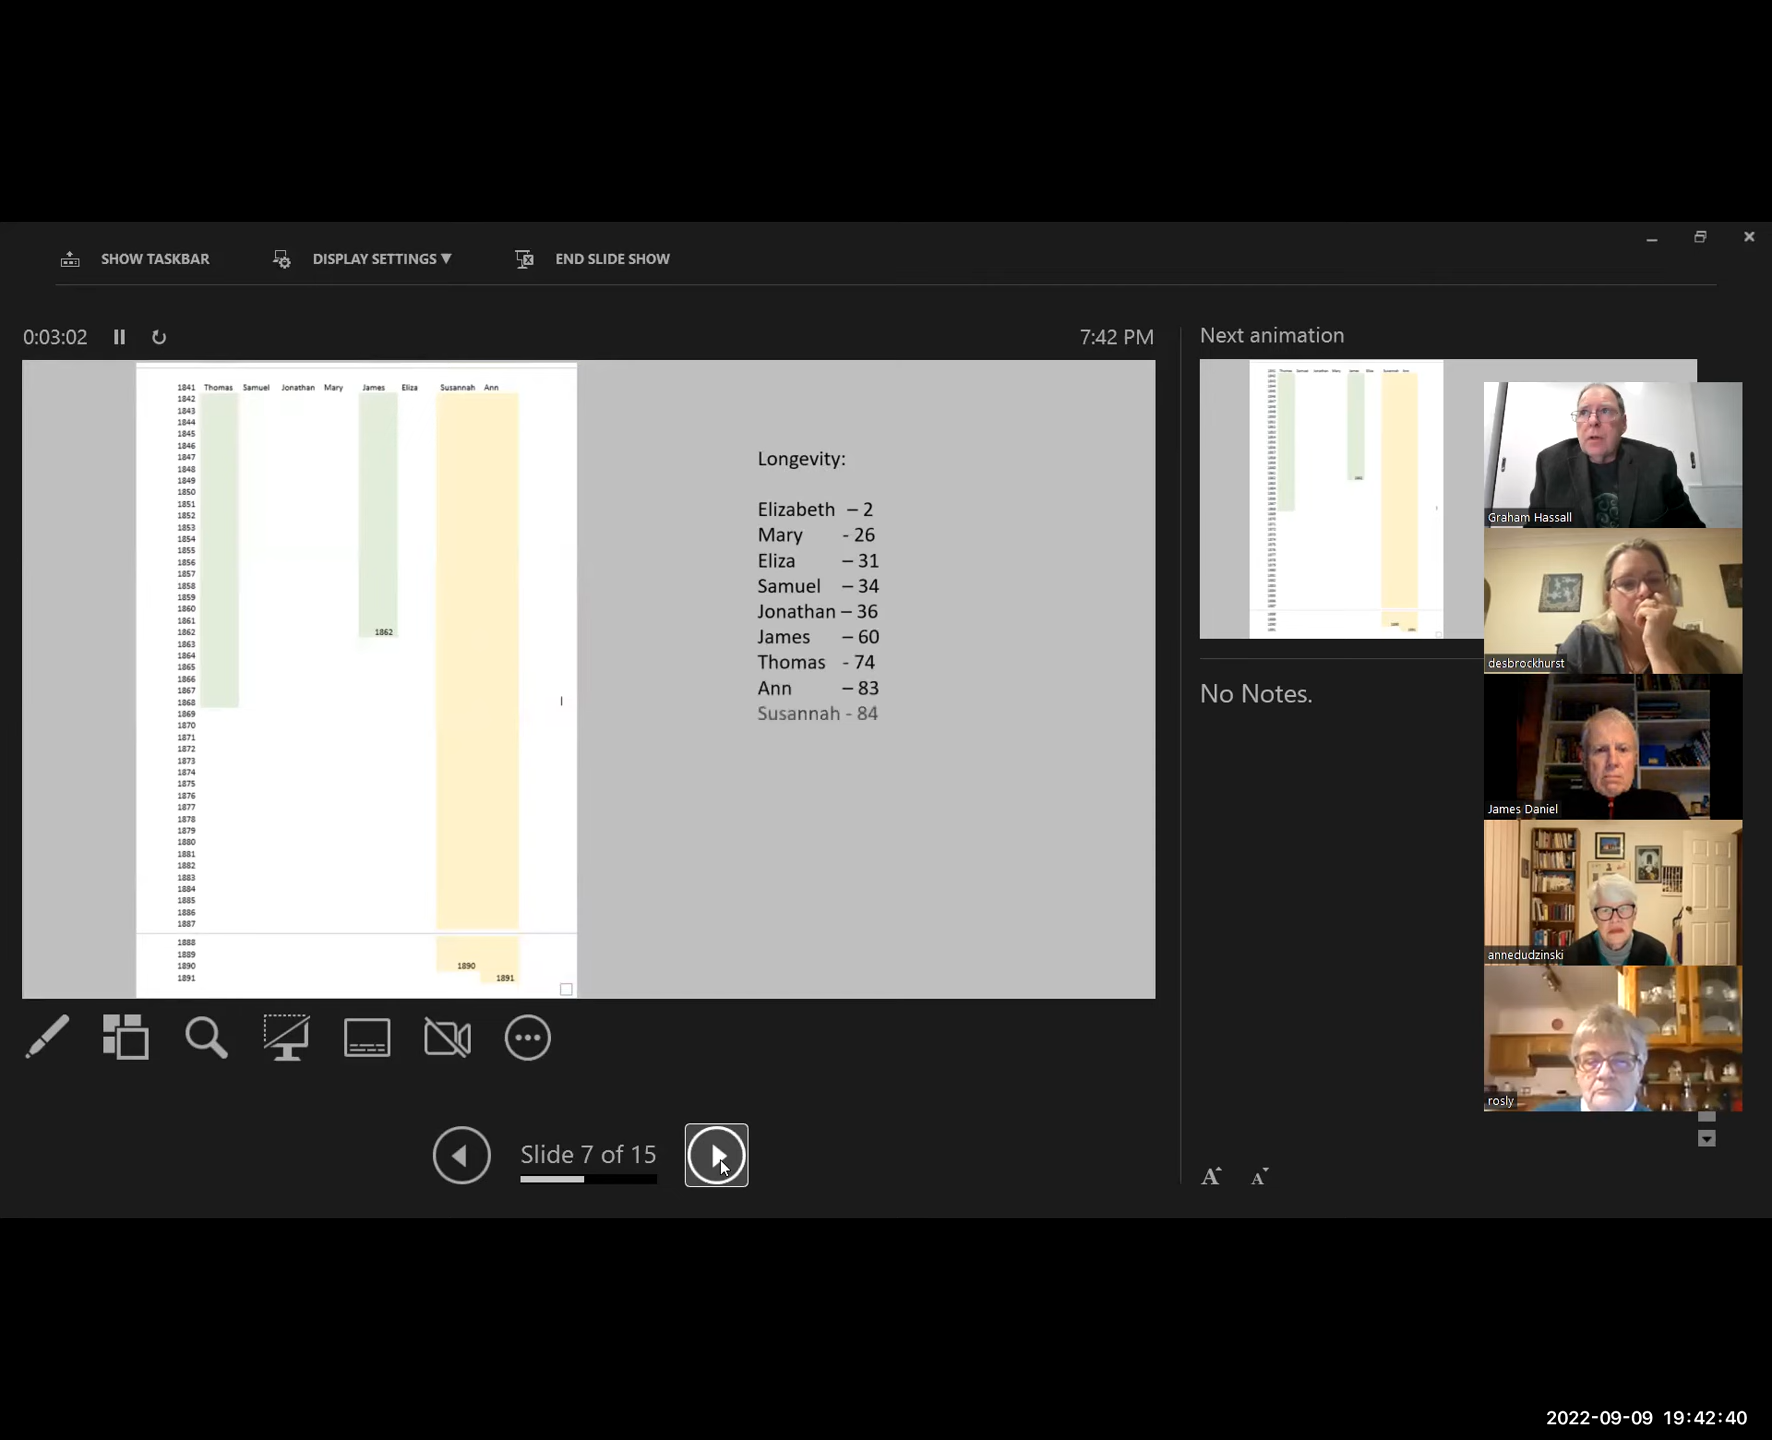 SHOW TASKBAR DISPLAY SETTINGS ▼ END SLIDE SHOW
0:03:02 7:42 PM
1841 Thomas Samuel Jonathan Mary James Eliza Susannah Ann
1842
1843
1844
1845
1846
1847
1848
1849
1850
1851
1852
1853
1854
1855
1856
1857
1858
1859
1860
1861
1862 1862
1863
1864
1865
1866
1867
1868
1869
1870
1871
1872
1873
1874
1875
1876
1877
1878
1879
1880
1881
1882
1883
1884
1885
1886
1887
1888
1889
1890 1890
1891 1891
Longevity:
Elizabeth – 2
Mary - 26
Eliza – 31
Samuel – 34
Jonathan – 36
James – 60
Thomas - 74
Ann – 83
Susannah - 84
Slide 7 of 15
Next animation
No Notes.
A A
Graham Hassall
desbrockhurst
James Daniel
annedudzinski
rosly
2022-09-09 19:42:40